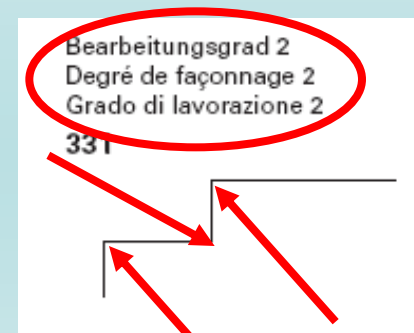 Bearbeitungsgrad 2
Degré de façonnage 2
Grado di lavorazione 2
331